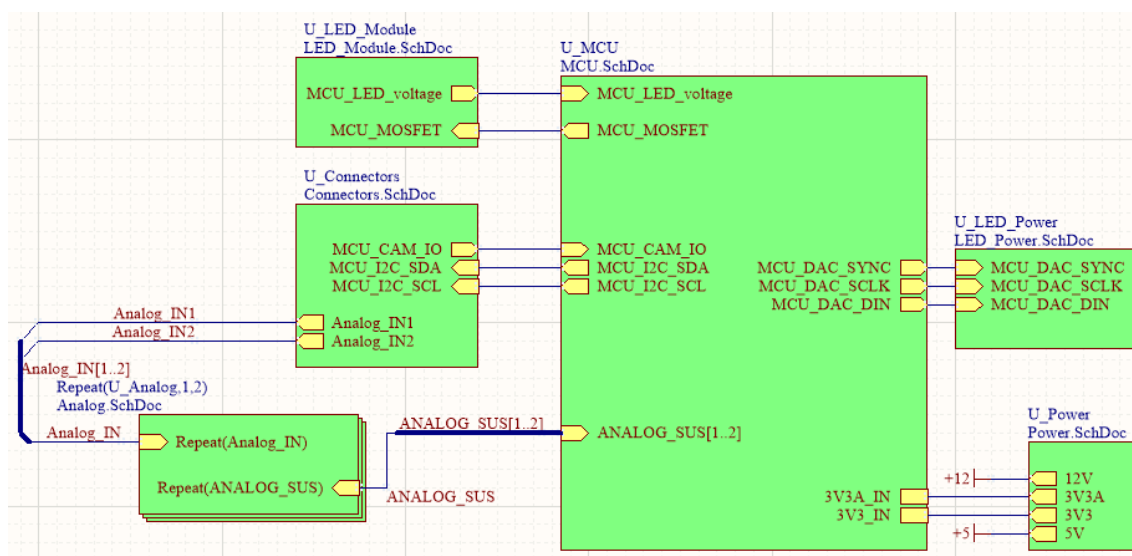 U_LED_Module
LED_Module.SchDoc
MCU_LED_voltage
MCU_MOSFET
U_Connectors
Connectors.SchDoc
MCU_CAM_IO
MCU_I2C_SDA
MCU_I2C_SCL
Analog_IN1
Analog_IN2
U_MCU
MCU.SchDoc
MCU_LED_voltage
MCU_MOSFET
MCU_CAM_IO
MCU_I2C_SDA
MCU_I2C_SCL
MCU_DAC_SYNC
MCU_DAC_SCLK
MCU_DAC_DIN
ANALOG_SUS[1..2]
3V3A_IN
3V3_IN
U_LED_Power
LED_Power.SchDoc
MCU_DAC_SYNC
MCU_DAC_SCLK
MCU_DAC_DIN
Analog_IN1
Analog_IN2
Analog_IN[1..2]
Repeat(U_Analog,1,2)
Analog.SchDoc
Analog_IN
Repeat(Analog_IN)
Repeat(ANALOG_SUS)
ANALOG_SUS[1..2]
ANALOG_SUS
U_Power
Power.SchDoc
+12
12V
3V3A
3V3
+5
5V